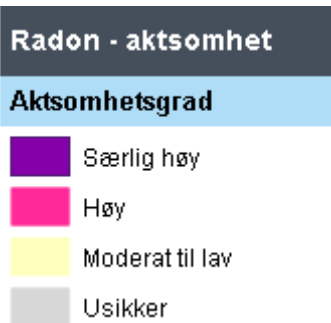 Radon - aktsomhet
Aktsomhetsgrad
Særlig høy
Høy
Moderat til lav
Usikker